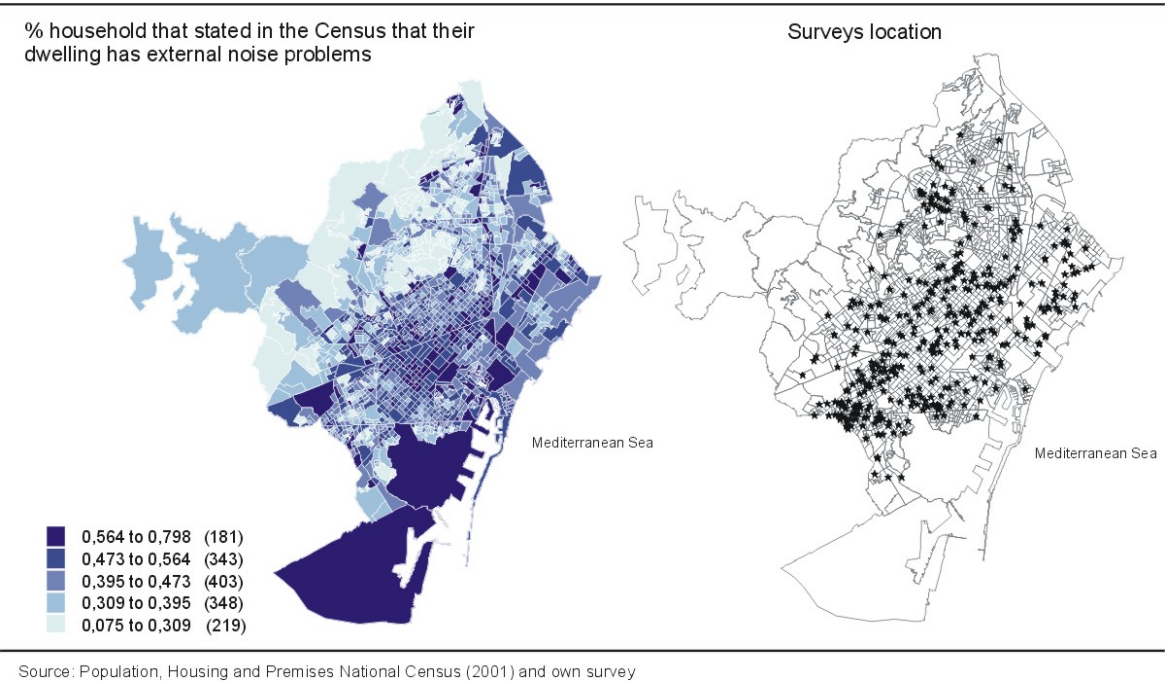 % household that stated in the Census that their
dwelling has external noise problems
Surveys location
Mediterranean Sea
Mediterranean Sea
0,564 to 0,798 (181)
0,473 to 0,564 (343)
0,395 to 0,473 (403)
0,309 to 0,395 (348)
0,075 to 0,309 (219)
Source: Population, Housing and Premises National Census (2001) and own survey